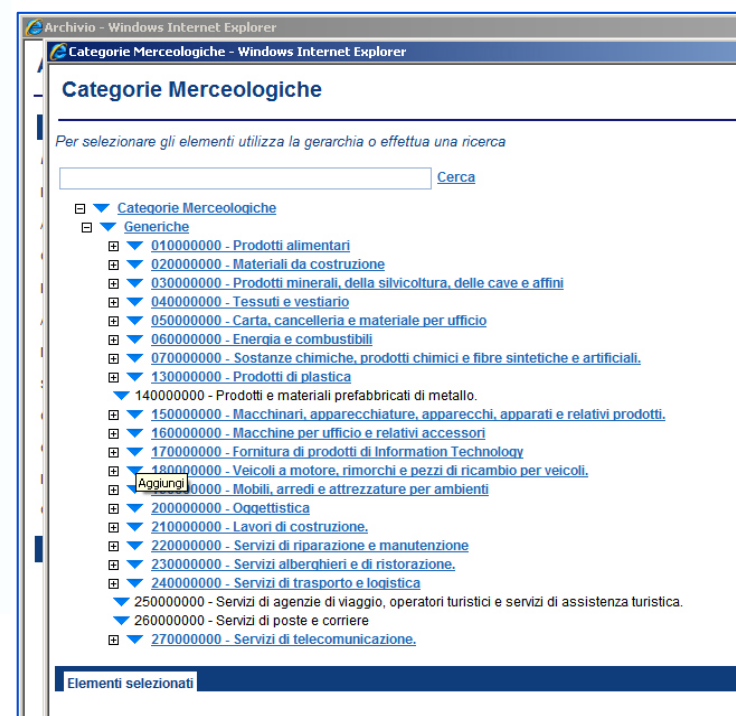 Archivio - Windows Internet Explorer
Categorie Merceologiche - Windows Internet Explorer
Categorie Merceologiche
Per selezionare gli elementi utilizza la gerarchia o effettua una ricerca
Cerca
Categorie Merceologiche
Generiche
010000000 - Prodotti alimentari
020000000 - Materiali da costruzione
030000000 - Prodotti minerali, della silvicoltura, delle cave e affini
040000000 - Tessuti e vestiario
050000000 - Carta, cancelleria e materiale per ufficio
060000000 - Energia e combustibili
070000000 - Sostanze chimiche, prodotti chimici e fibre sintetiche e artificiali.
130000000 - Prodotti di plastica
140000000 - Prodotti e materiali prefabbricati di metallo.
150000000 - Macchinari, apparecchiature, apparecchi, apparati e relativi prodotti.
160000000 - Macchine per ufficio e relativi accessori
170000000 - Fornitura di prodotti di Information Technology
180000000 - Veicoli a motore, rimorchi e pezzi di ricambio per veicoli.
Aggiungi
0000 - Mobili, arredi e attrezzature per ambienti
200000000 - Oggettistica
210000000 - Lavori di costruzione.
220000000 - Servizi di riparazione e manutenzione
230000000 - Servizi alberghieri e di ristorazione.
240000000 - Servizi di trasporto e logistica
250000000 - Servizi di agenzie di viaggio, operatori turistici e servizi di assistenza turistica.
260000000 - Servizi di poste e corriere
270000000 - Servizi di telecomunicazione.
Elementi selezionati